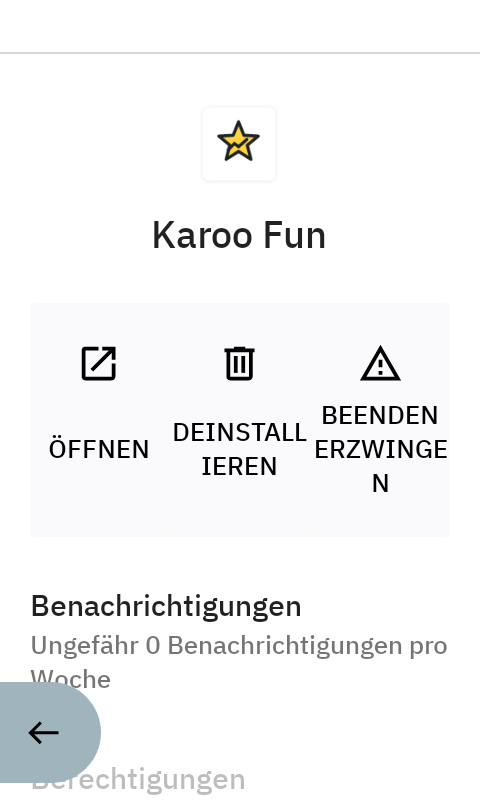 Karoo Fun
ÖFFNEN
DEINSTALL
IEREN
BEENDEN
ERZWINGE
N
Benachrichtigungen
Ungefähr 0 Benachrichtigungen pro
Woche
Berechtigungen